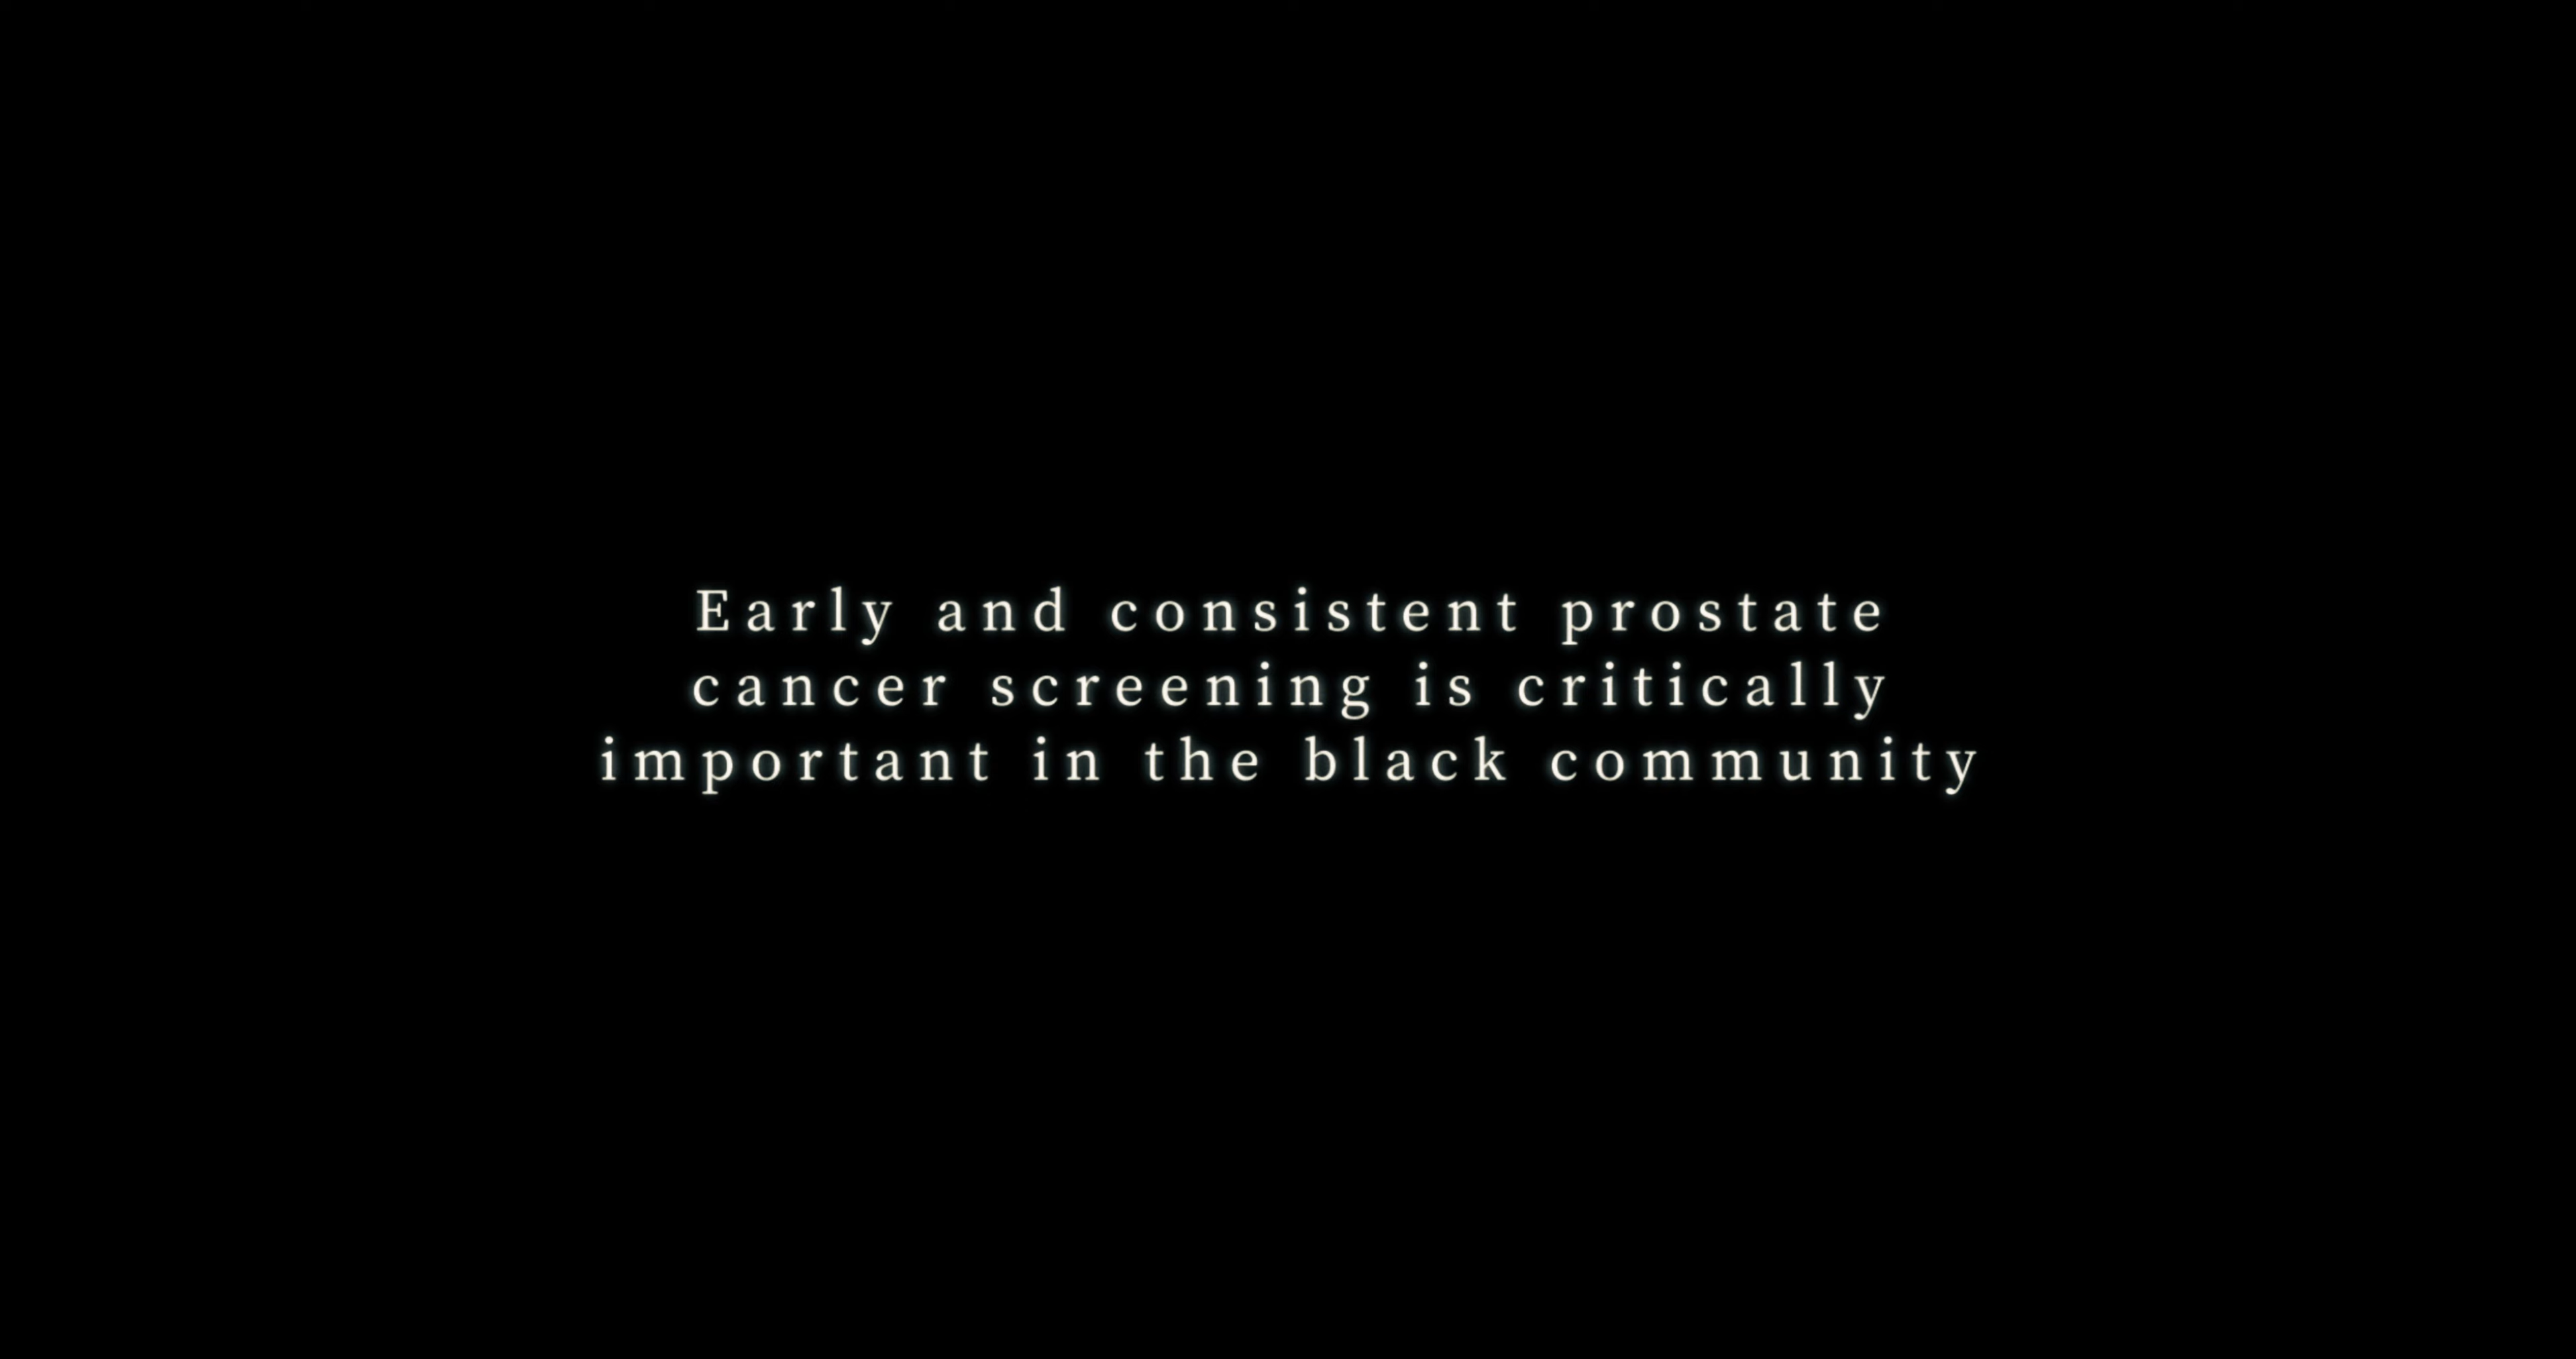 Early and consistent prostate
cancer screening is critically
important in the black community